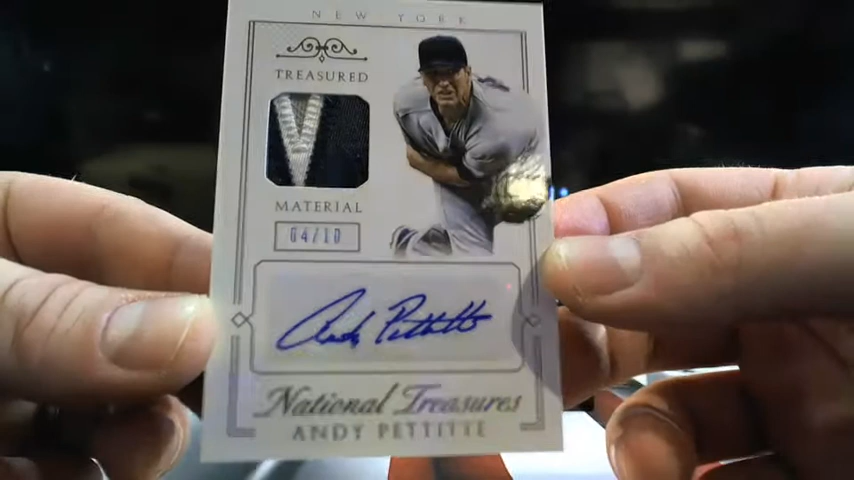 NEW YORK
TREASURED
MATERIAL
04/10
Andy Pettitte
National Treasures
ANDY PETTITTE